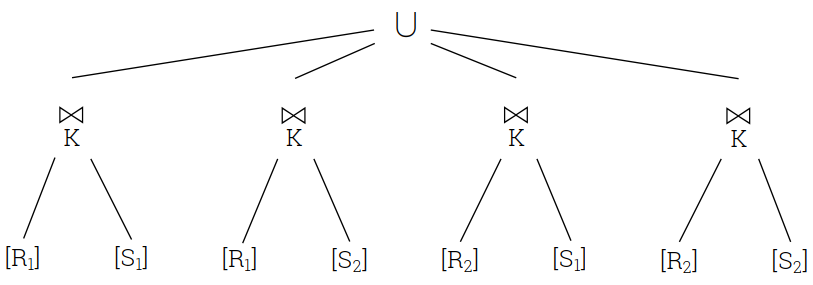 ∪
⋈ ⋈ ⋈ ⋈
K K K K
[R₁] [S₁] [R₁] [S₂] [R₂] [S₁] [R₂] [S₂]